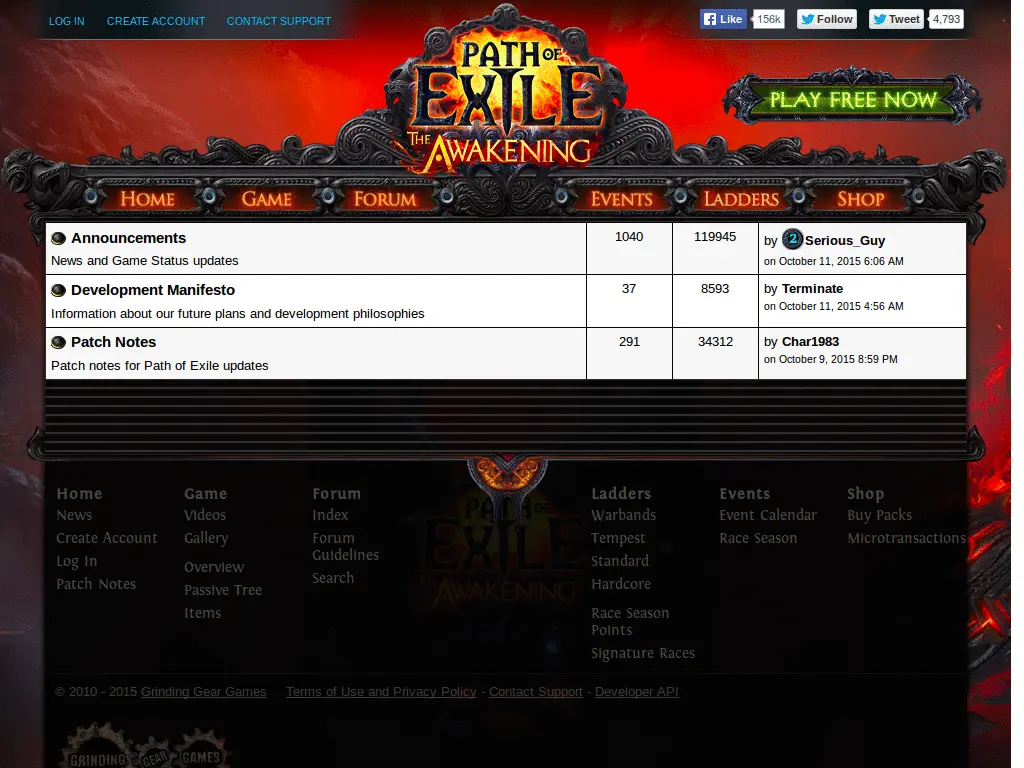 LOG IN CREATE ACCOUNT CONTACT SUPPORT
Like 156k Follow Tweet 4,793
PATH OF
EXILE
THE AWAKENING
PLAY FREE NOW
HOME GAME FORUM EVENTS LADDERS SHOP
Announcements 1040 119945 by 2 Serious_Guy
News and Game Status updates on October 11, 2015 6:06 AM
Development Manifesto 37 8593 by Terminate
Information about our future plans and development philosophies on October 11, 2015 4:56 AM
Patch Notes 291 34312 by Char1983
Patch notes for Path of Exile updates on October 9, 2015 8:59 PM
Home Game Forum Ladders Events Shop
News Videos Index Warbands Event Calendar Buy Packs
Create Account Gallery Forum Guidelines Tempest Race Season Microtransactions
Log In Overview Search Standard
Patch Notes Passive Tree Hardcore
Items Race Season Points
Signature Races
PATH OF
EXILE
THE AWAKENING
© 2010 - 2015 Grinding Gear Games Terms of Use and Privacy Policy - Contact Support - Developer API
GRINDING GEAR GAMES